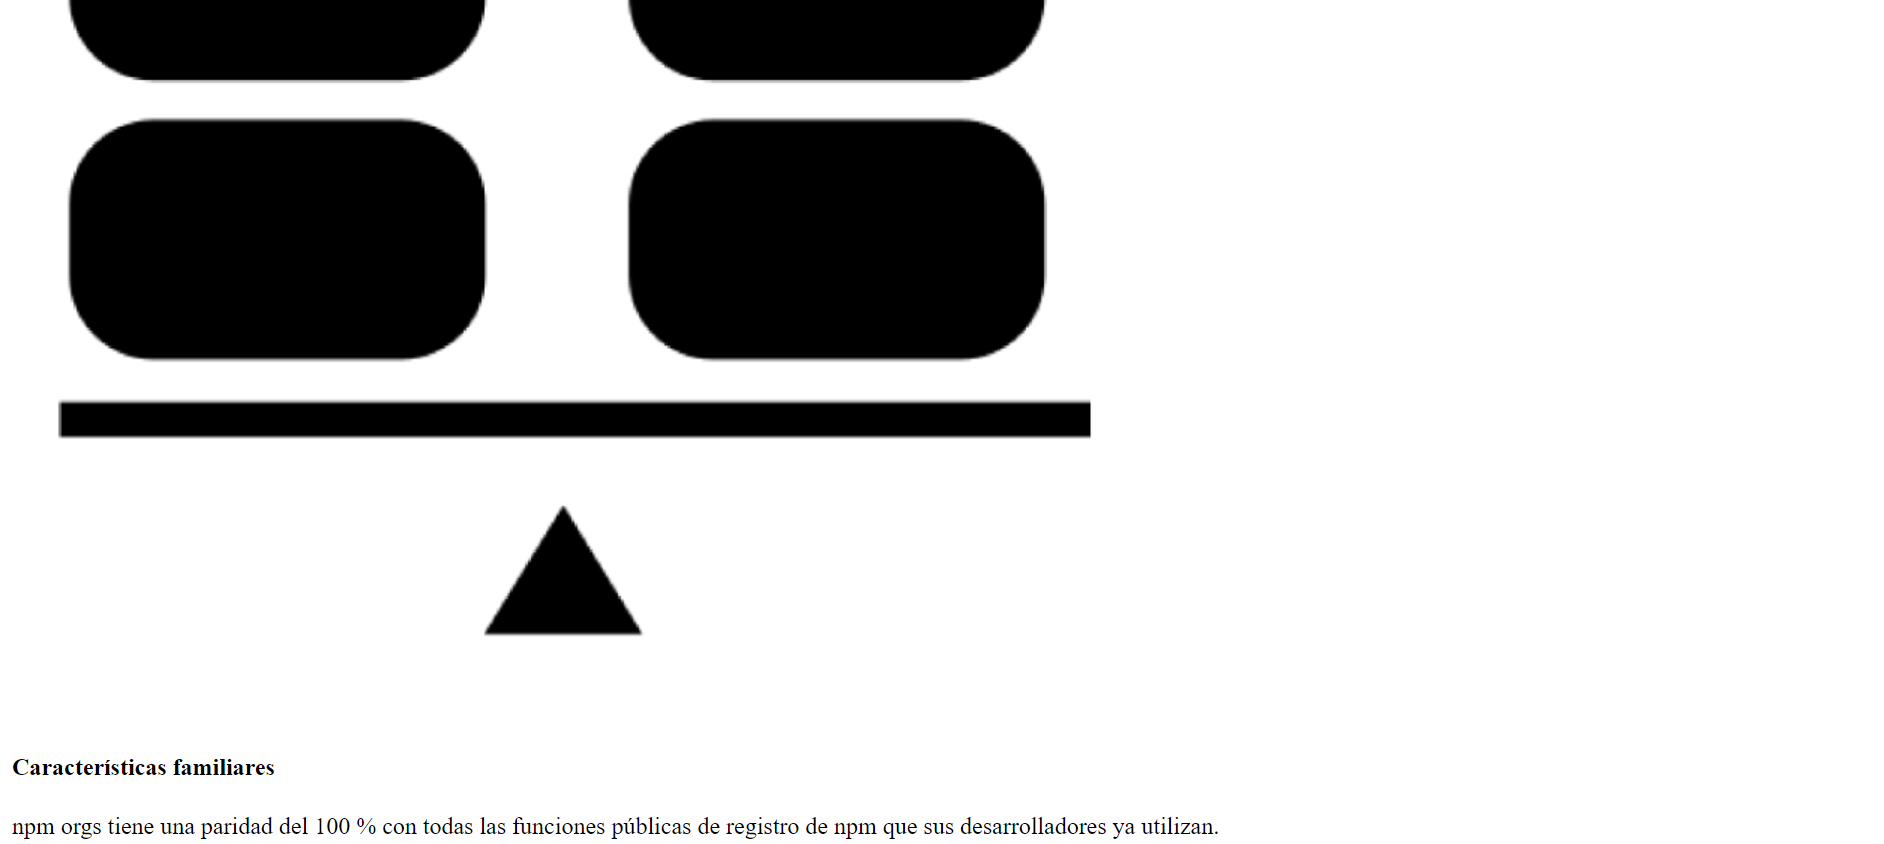 Características familiares
npm orgs tiene una paridad del 100 % con todas las funciones públicas de registro de npm que sus desarrolladores ya utilizan.